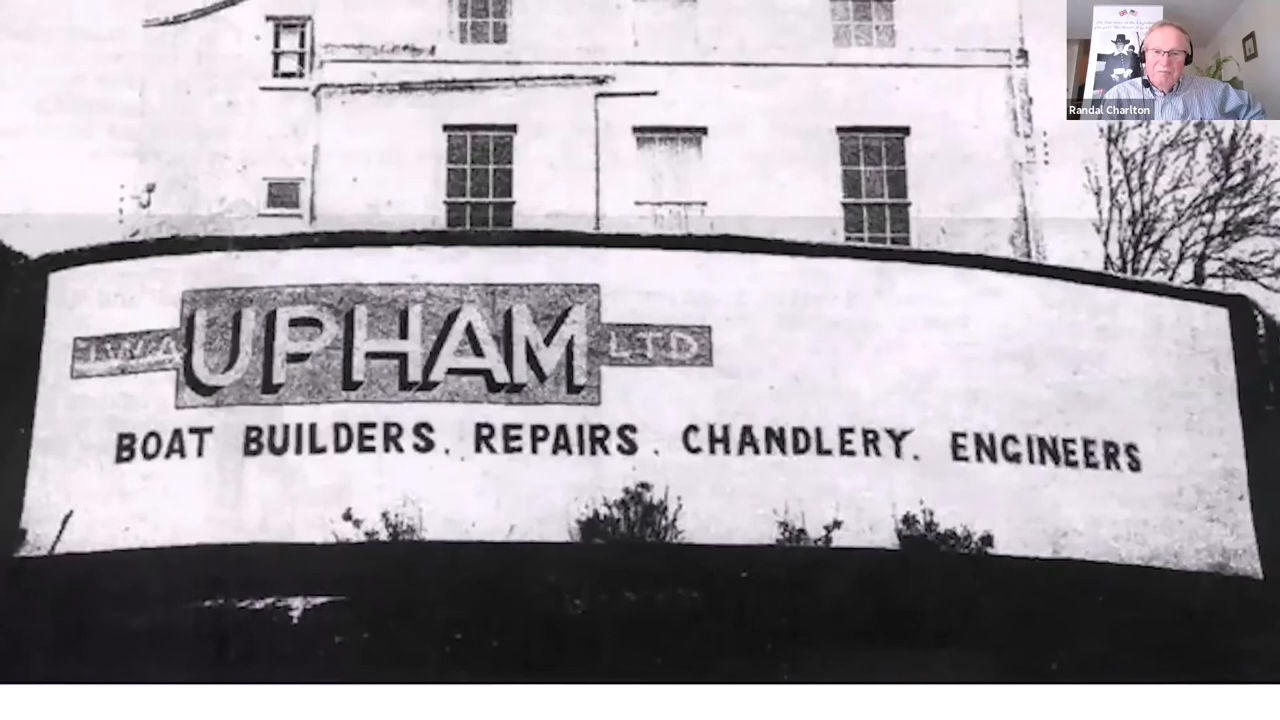 UPHAM LTD
BOAT BUILDERS. REPAIRS. CHANDLERY. ENGINEERS
Randal Charlton